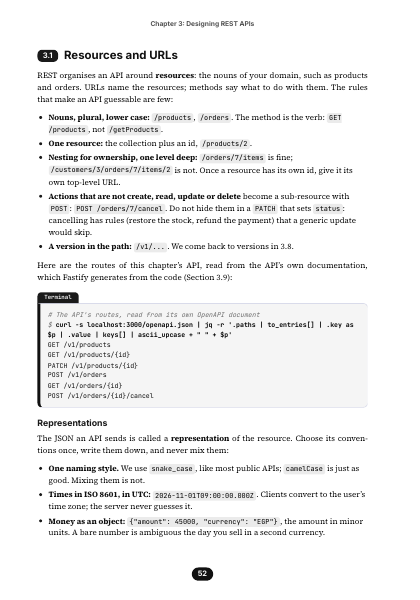 Chapter 3: Designing REST APIs
3.1 Resources and URLs
REST organises an API around resources: the nouns of your domain, such as products
and orders. URLs name the resources; methods say what to do with them. The rules
that make an API guessable are few:
• Nouns, plural, lower case: /products, /orders. The method is the verb: GET
/products, not /getProducts.
• One resource: the collection plus an id, /products/2.
• Nesting for ownership, one level deep: /orders/7/items is fine;
/customers/3/orders/7/items/2 is not. Once a resource has its own id, give it its
own top-level URL.
• Actions that are not create, read, update or delete become a sub-resource with
POST: POST /orders/7/cancel. Do not hide them in a PATCH that sets status:
cancelling has rules (restore the stock, refund the payment) that a generic update
would skip.
• A version in the path: /v1/.... We come back to versions in 3.8.
Here are the routes of this chapter's API, read from the API's own documentation,
which Fastify generates from the code (Section 3.9):
Terminal
# The API's routes, read from its own OpenAPI document
$ curl -s localhost:3000/openapi.json | jq -r '.paths | to_entries[] | .key as
$p | .value | keys[] | ascii_upcase + " " + $p'
GET /v1/products
GET /v1/products/{id}
PATCH /v1/products/{id}
POST /v1/orders
GET /v1/orders/{id}
POST /v1/orders/{id}/cancel
Representations
The JSON an API sends is called a representation of the resource. Choose its conven-
tions once, write them down, and never mix them:
• One naming style. We use snake_case, like most public APIs; camelCase is just as
good. Mixing them is not.
• Times in ISO 8601, in UTC: 2026-11-01T09:00:00.000Z. Clients convert to the user's
time zone; the server never guesses it.
• Money as an object: {"amount": 45000, "currency": "EGP"}, the amount in minor
units. A bare number is ambiguous the day you sell in a second currency.
52